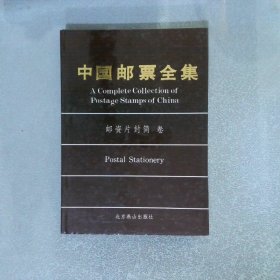 中國邮票全集
A Complete Collection of
Postage Stamps of China
邮资片封简 卷
Postal Stationery
北京燕山出版社